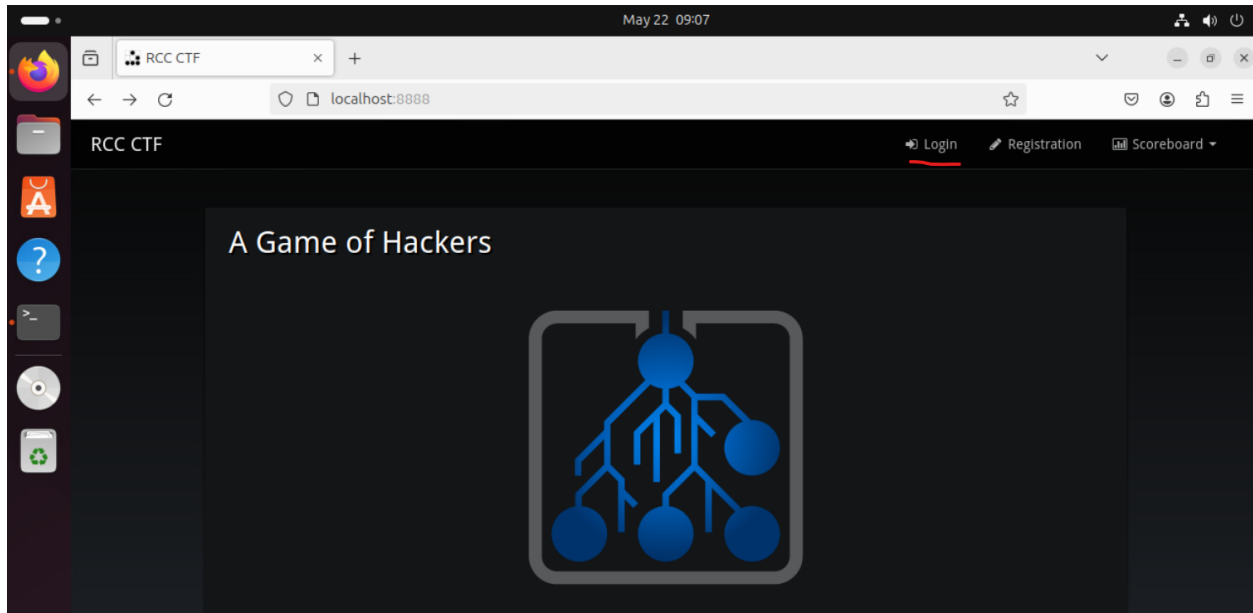 May 22 09:07
RCC CTF
localhost:8888
RCC CTF
Login
Registration
Scoreboard
A Game of Hackers